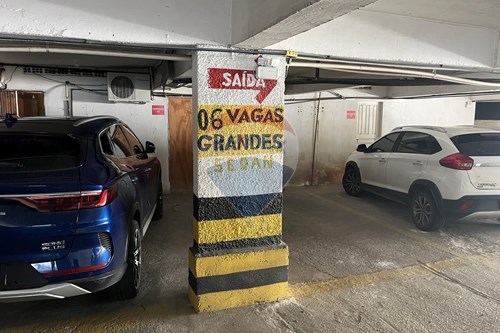 SAÍDA
06 VAGAS
GRANDES
SEDAN